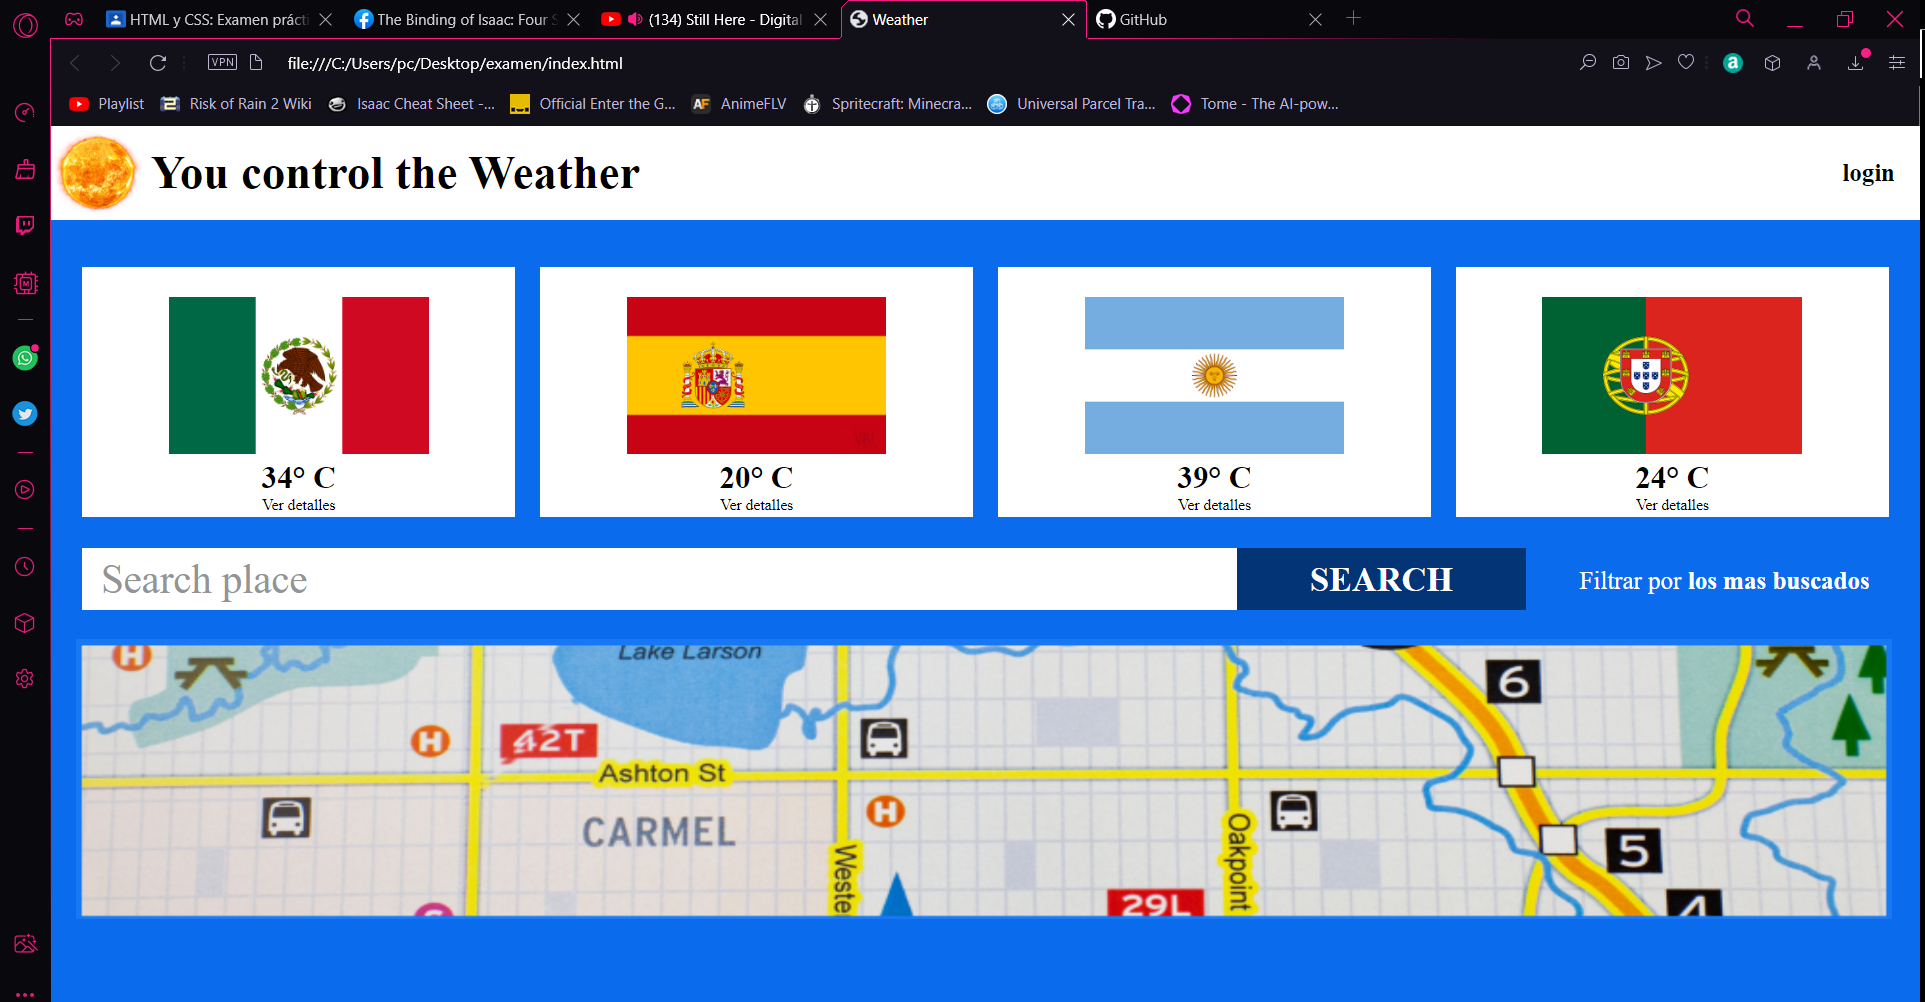 HTML y CSS: Examen prácti
The Binding of Isaac: Four S
(134) Still Here - Digital
Weather
GitHub
VPN
file:///C:/Users/pc/Desktop/examen/index.html
Playlist
Risk of Rain 2 Wiki
Isaac Cheat Sheet -...
Official Enter the G...
AF
AnimeFLV
Spritecraft: Minecra...
Universal Parcel Tra...
Tome - The AI-pow...
You control the Weather
login
34° C
Ver detalles
20° C
Ver detalles
39° C
Ver detalles
24° C
Ver detalles
Search place
SEARCH
Filtrar por los mas buscados
H
Lake Larson
6
H
42T
Ashton St
H
CARMEL
Weste
Oakpoint
5
29L
4